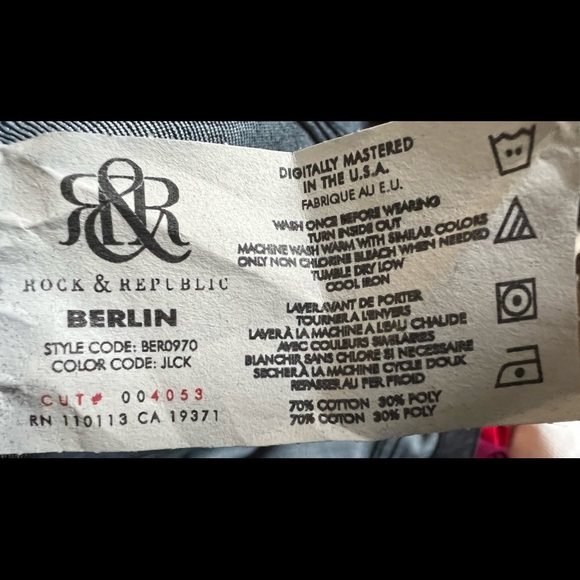 R&R
ROCK & REPUBLIC
BERLIN
STYLE CODE: BER0970
COLOR CODE: JLCK
CUT# 004053
RN 110113 CA 19371
DIGITALLY MASTERED
IN THE U.S.A.
FABRIQUE AU E.U.
WASH ONCE BEFORE WEARING
TURN INSIDE OUT
MACHINE WASH WARM WITH SIMILAR COLORS
ONLY NON CHLORINE BLEACH WHEN NEEDED
TUMBLE DRY LOW
COOL IRON
LAVER AVANT DE PORTER
TOURNER A L'ENVERS
LAVER À LA MACHINE A L'EAU CHAUDE
AVEC COULEURS SIMILAIRES
BLANCHIR SANS CHLORE SI NECESSAIRE
SECHER À LA MACHINE CYCLE DOUX
REPASSER AU FER FROID
70% COTTON 30% POLY
70% COTON 30% POLY